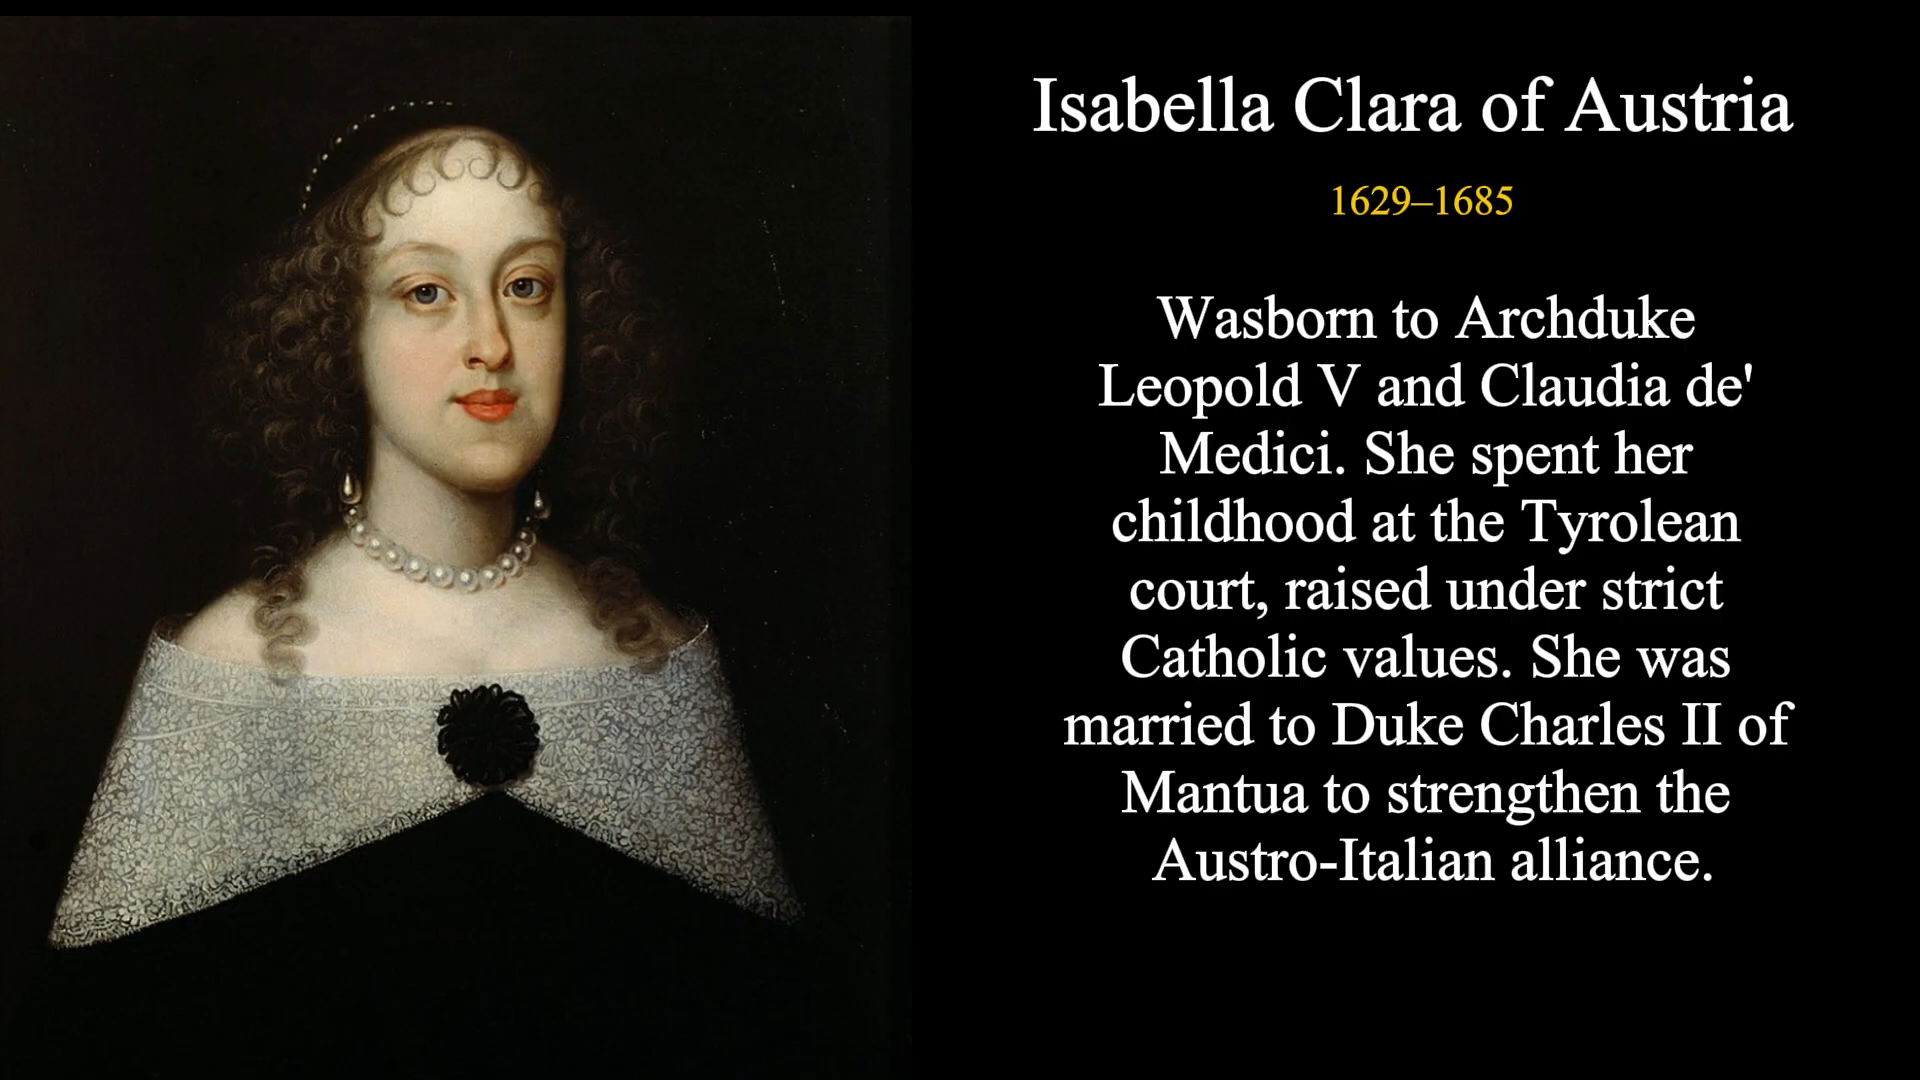 Isabella Clara of Austria
1629–1685
Wasborn to Archduke
Leopold V and Claudia de'
Medici. She spent her
childhood at the Tyrolean
court, raised under strict
Catholic values. She was
married to Duke Charles II of
Mantua to strengthen the
Austro-Italian alliance.